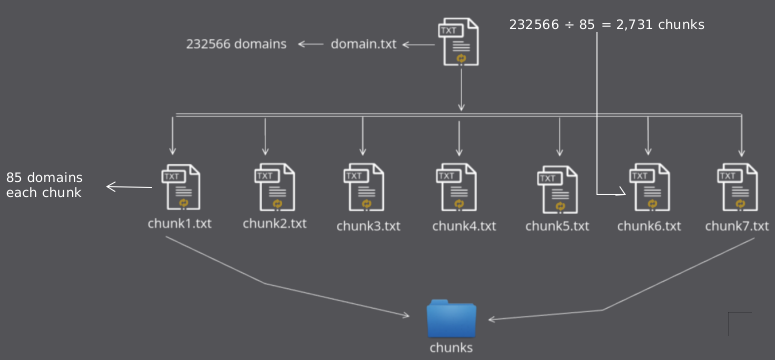 232566 ÷ 85 = 2,731 chunks
TXT
232566 domains
domain.txt
TXT
TXT
TXT
TXT
TXT
TXT
TXT
85 domains
each chunk
chunk1.txt
chunk2.txt
chunk3.txt
chunk4.txt
chunk5.txt
chunk6.txt
chunk7.txt
chunks